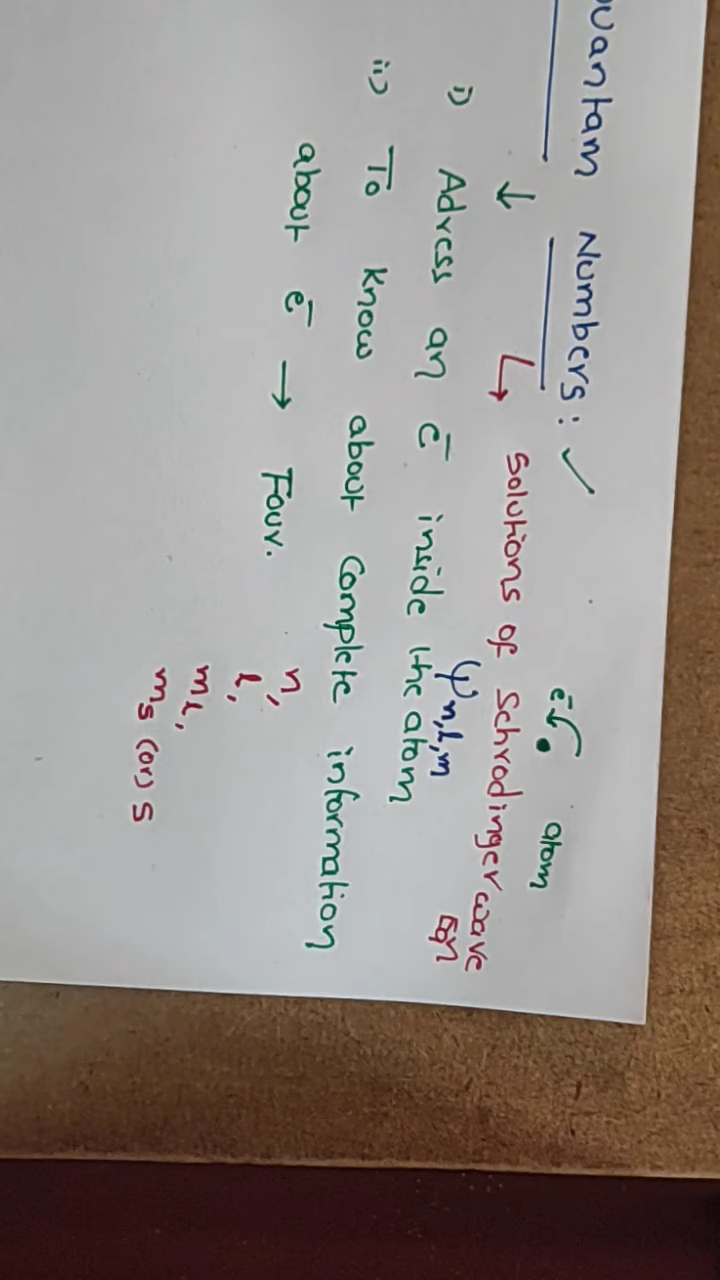 uantam Numbers: ✓
e⁻ atom
↓ ↳ Solutions of Schrodinger wave Eqn
ψn,l,m
i) Adress an e⁻ inside the atom
ii) To know about Complete information
about e⁻ → Four.
n,
l,
ml,
ms (or) s